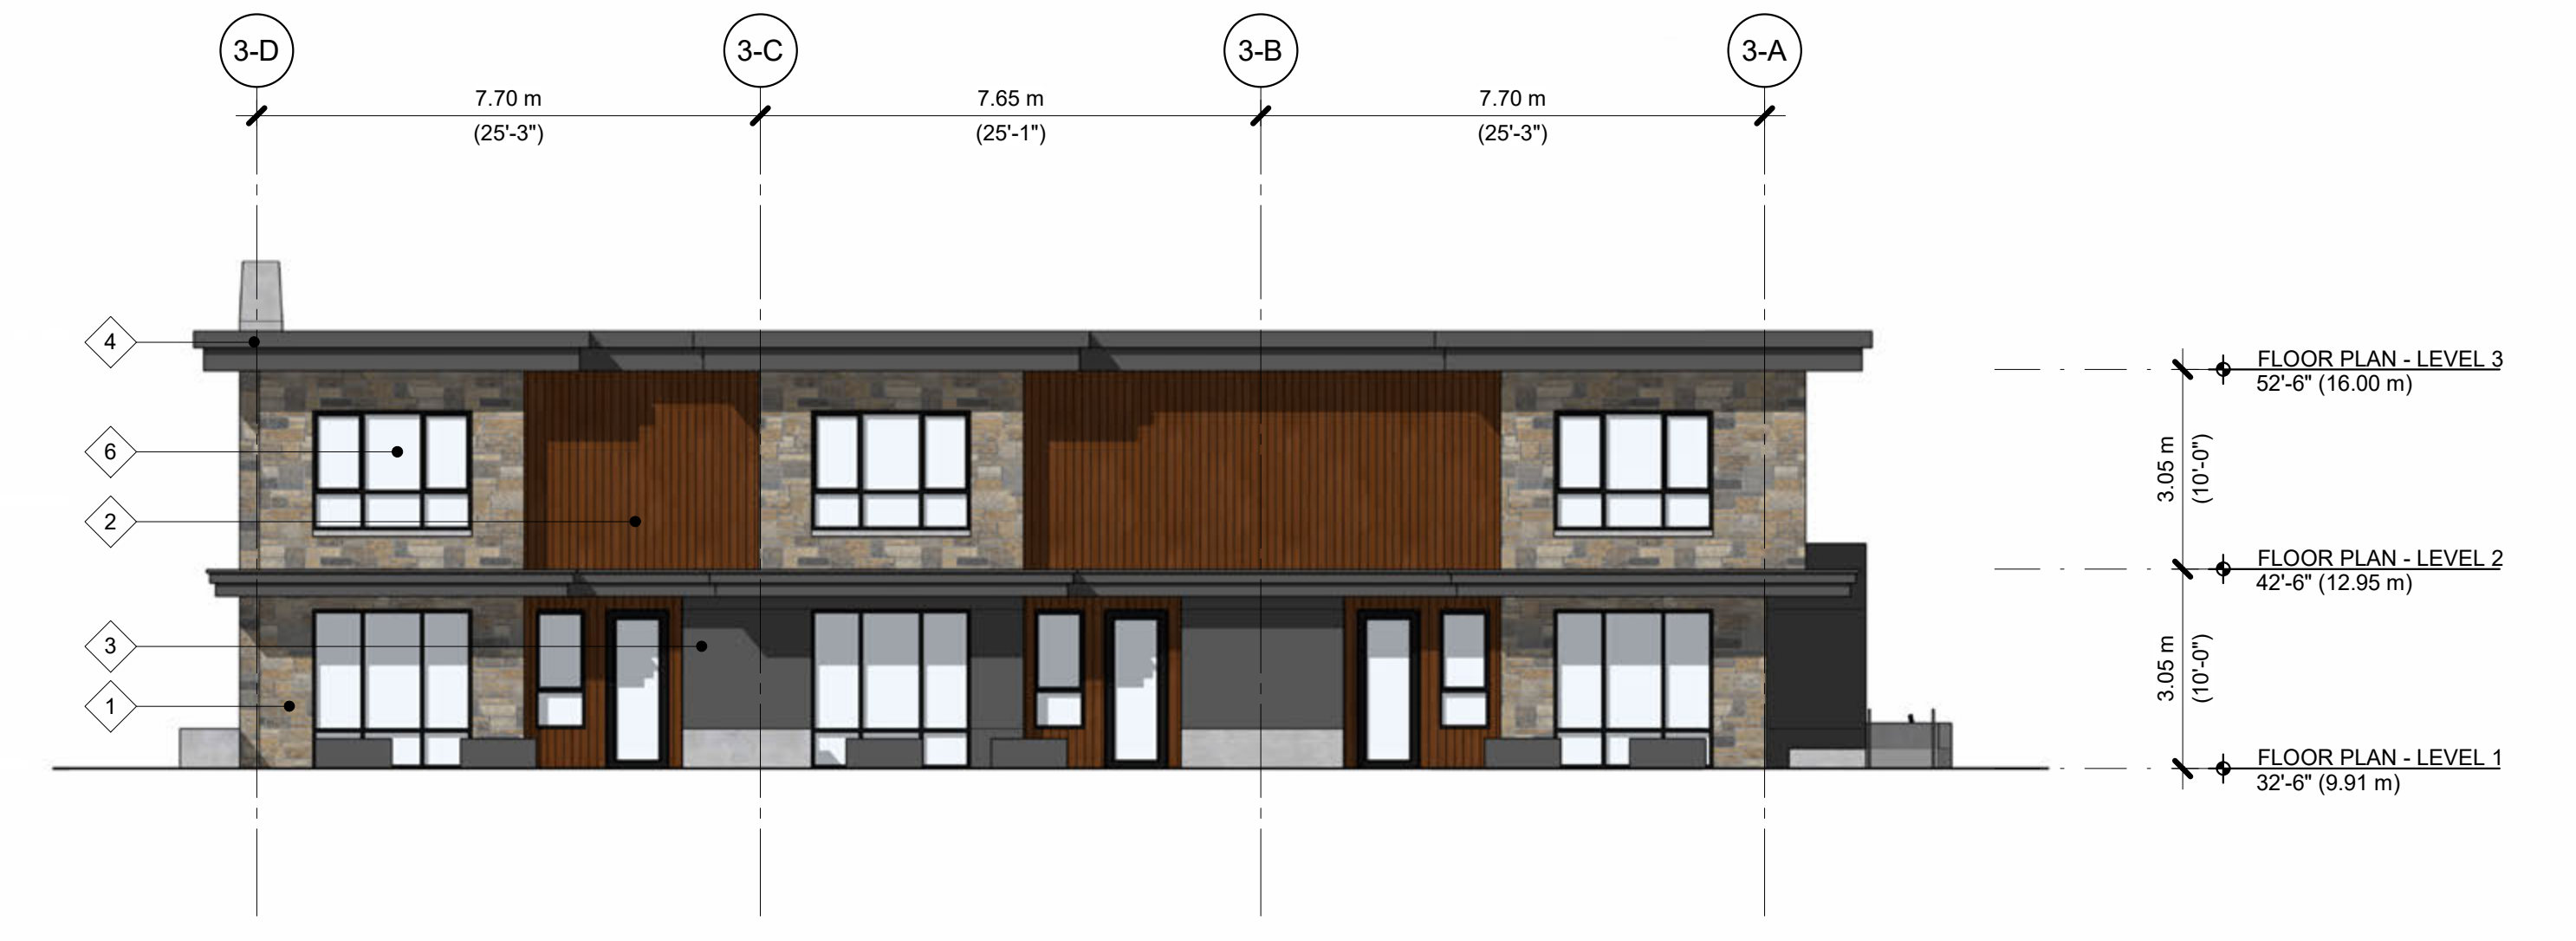 3-D
3-C
3-B
3-A
7.70 m
(25'-3")
7.65 m
(25'-1")
7.70 m
(25'-3")
4
6
2
3
1
FLOOR PLAN - LEVEL 3
52'-6" (16.00 m)
3.05 m
(10'-0")
FLOOR PLAN - LEVEL 2
42'-6" (12.95 m)
3.05 m
(10'-0")
FLOOR PLAN - LEVEL 1
32'-6" (9.91 m)